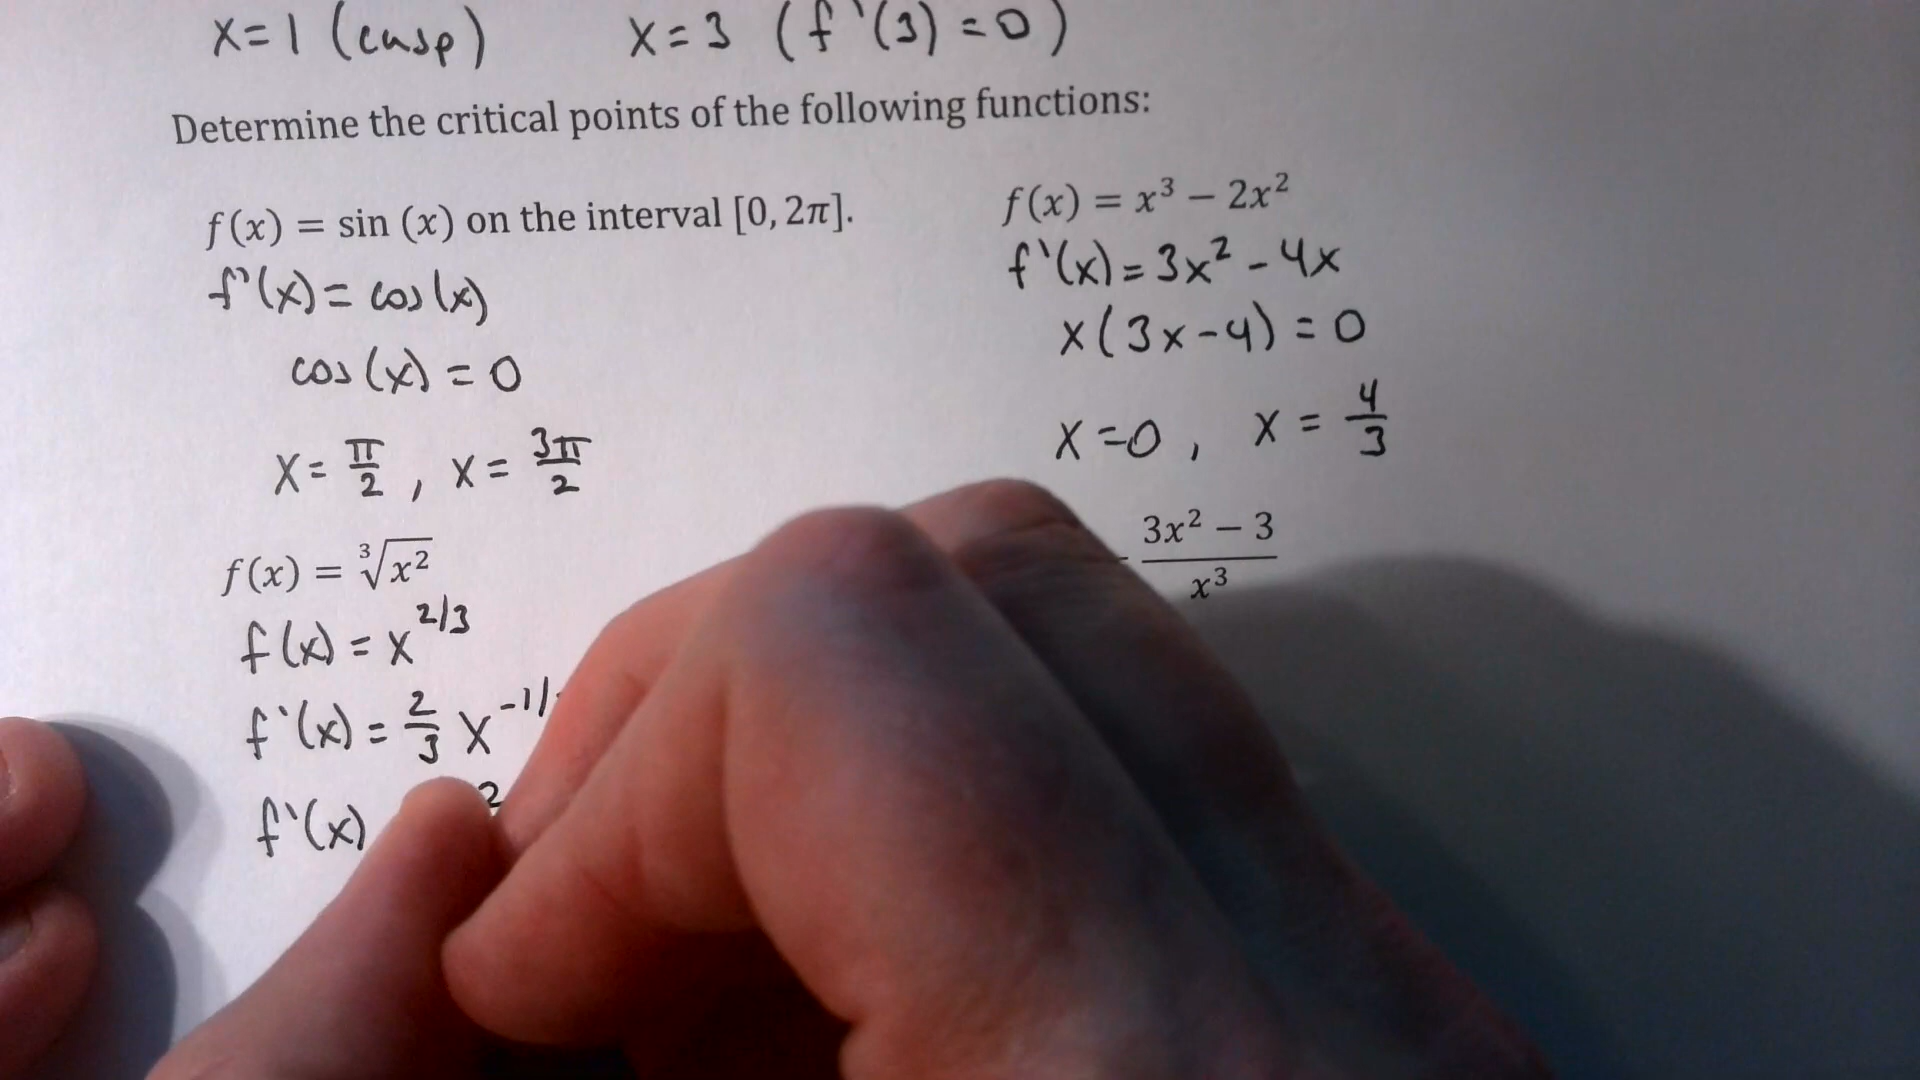 x=1 (cusp) x=3 (f'(3)=0)
Determine the critical points of the following functions:
f(x) = sin (x) on the interval [0, 2π].
f'(x) = cos(x)
cos(x) = 0
x = π/2 , x = 3π/2
f(x) = x³ − 2x²
f'(x) = 3x² - 4x
x(3x-4) = 0
x=0 , x = 4/3
f(x) = ∛x²
f(x) = x^2/3
f'(x) = 2/3 x^-1/
f'(x) 2
3x² − 3 / x³